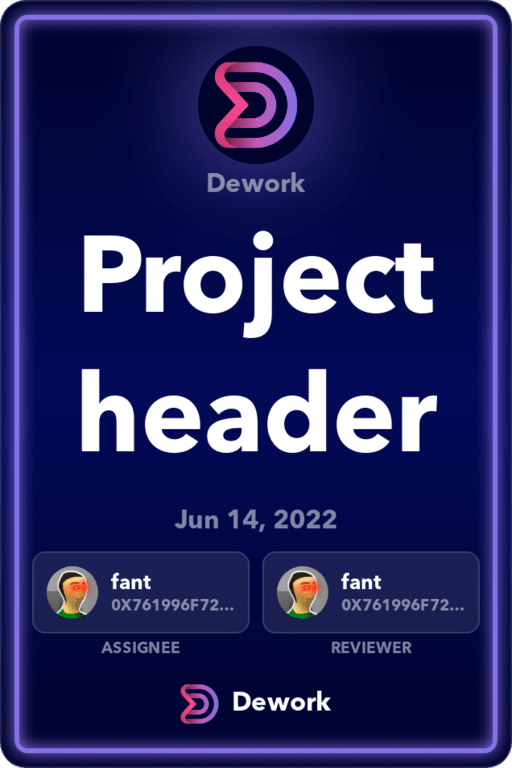 Dework
Project
header
Jun 14, 2022
fant
0X761996F72...
fant
0X761996F72...
ASSIGNEE
REVIEWER
Dework